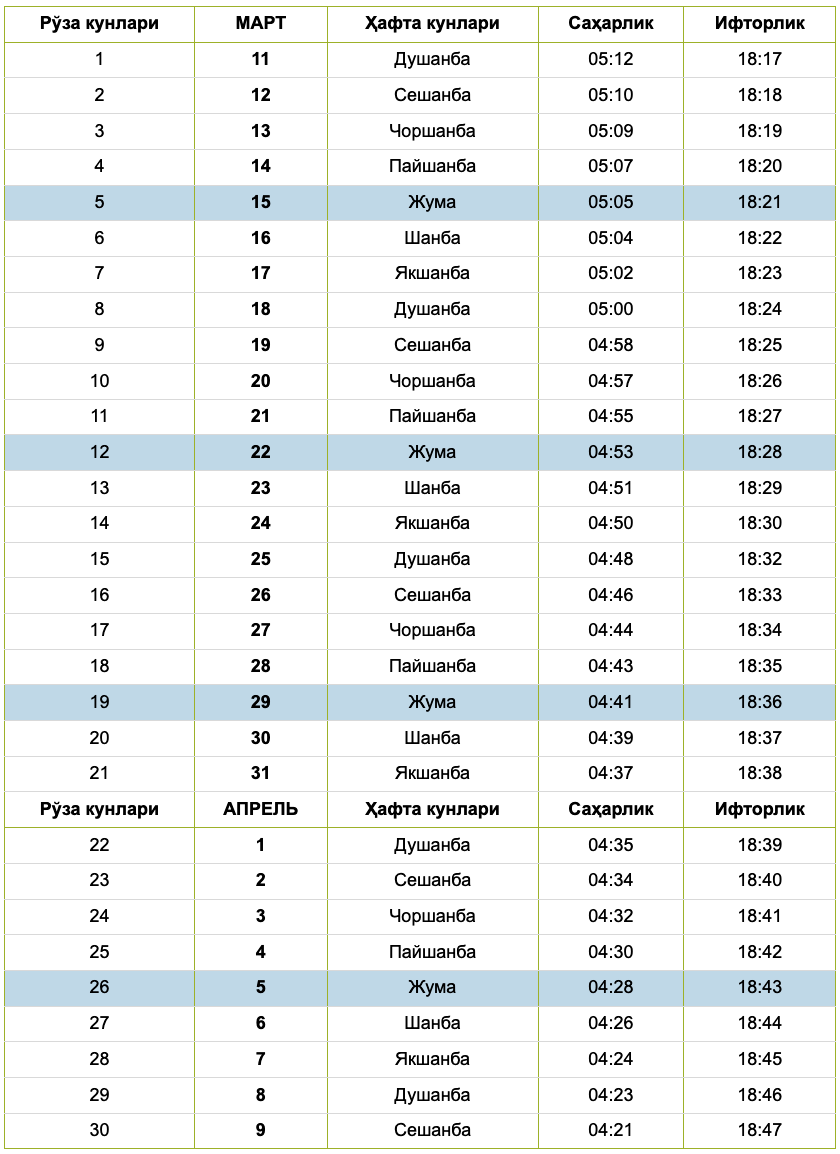 Рўза кунлари МАРТ Ҳафта кунлари Саҳарлик Ифторлик
1 11 Душанба 05:12 18:17
2 12 Сешанба 05:10 18:18
3 13 Чоршанба 05:09 18:19
4 14 Пайшанба 05:07 18:20
5 15 Жума 05:05 18:21
6 16 Шанба 05:04 18:22
7 17 Якшанба 05:02 18:23
8 18 Душанба 05:00 18:24
9 19 Сешанба 04:58 18:25
10 20 Чоршанба 04:57 18:26
11 21 Пайшанба 04:55 18:27
12 22 Жума 04:53 18:28
13 23 Шанба 04:51 18:29
14 24 Якшанба 04:50 18:30
15 25 Душанба 04:48 18:32
16 26 Сешанба 04:46 18:33
17 27 Чоршанба 04:44 18:34
18 28 Пайшанба 04:43 18:35
19 29 Жума 04:41 18:36
20 30 Шанба 04:39 18:37
21 31 Якшанба 04:37 18:38
Рўза кунлари АПРЕЛЬ Ҳафта кунлари Саҳарлик Ифторлик
22 1 Душанба 04:35 18:39
23 2 Сешанба 04:34 18:40
24 3 Чоршанба 04:32 18:41
25 4 Пайшанба 04:30 18:42
26 5 Жума 04:28 18:43
27 6 Шанба 04:26 18:44
28 7 Якшанба 04:24 18:45
29 8 Душанба 04:23 18:46
30 9 Сешанба 04:21 18:47